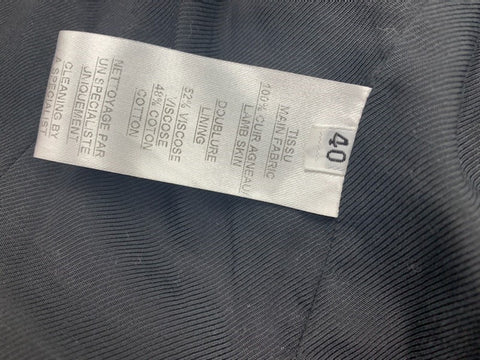 40
TISSU
MAIN FABRIC
100% CUIR AGNEAU
LAMB SKIN
DOUBLURE
LINING
52% VISCOSE
VISCOSE
48% COTON
COTTON
NETTOYAGE PAR
UN SPECIALISTE
UNIQUEMENT
CLEANING BY
A SPECIALIST